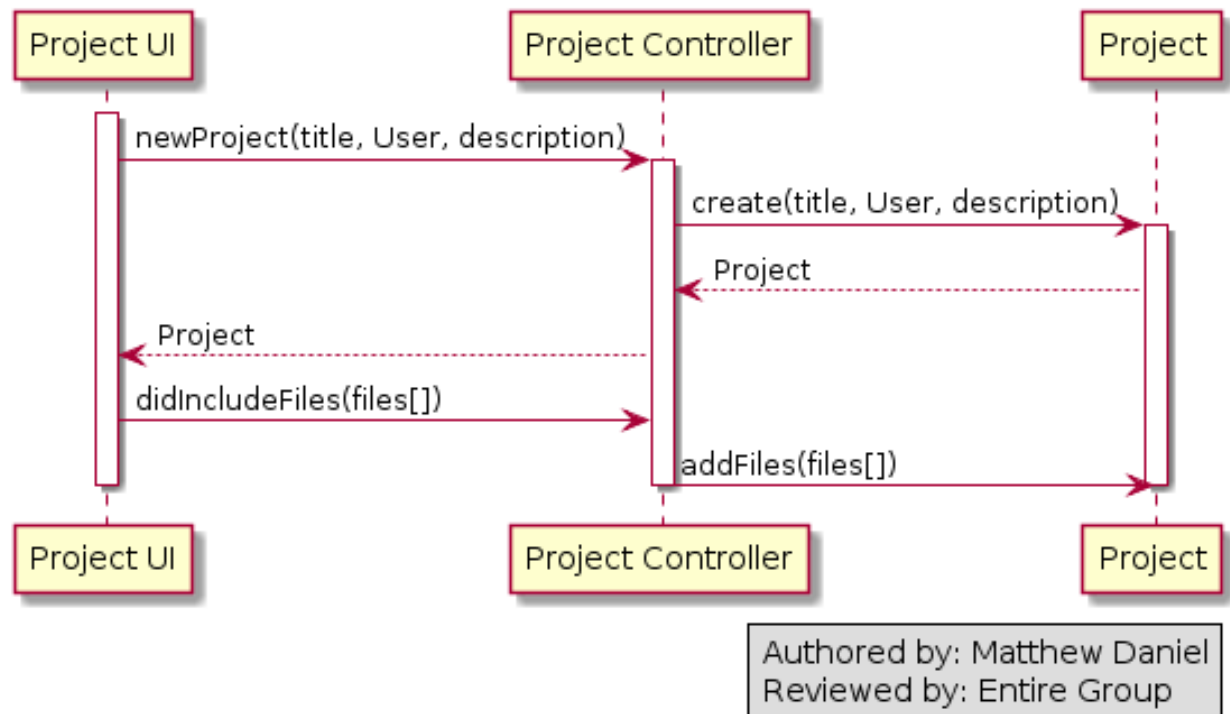 Project UI
Project Controller
Project
newProject(title, User, description)
create(title, User, description)
Project
Project
didIncludeFiles(files[])
addFiles(files[])
Project UI
Project Controller
Project
Authored by: Matthew Daniel
Reviewed by: Entire Group